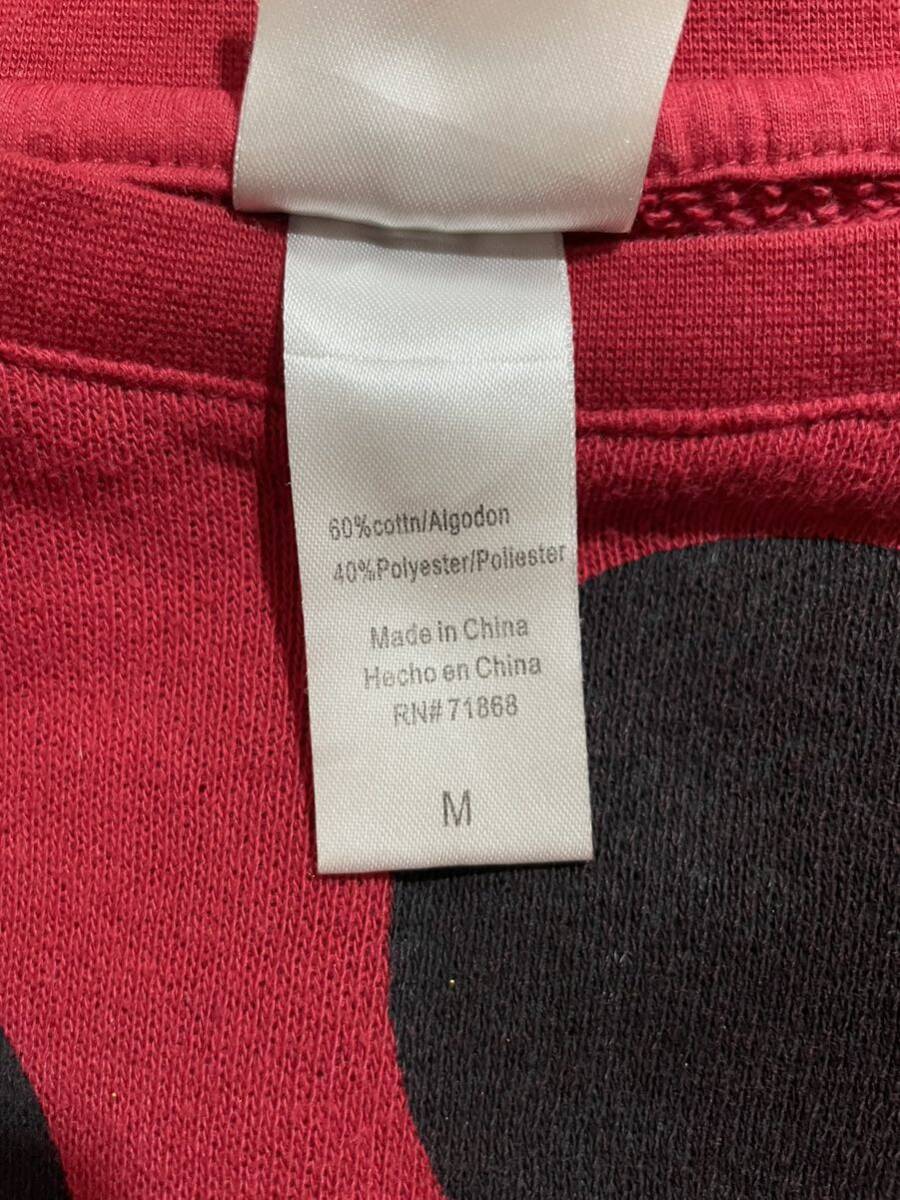 60%cottn/Algodon
40%Polyester/Poliester
Made in China
Hecho en China
RN# 71868
M